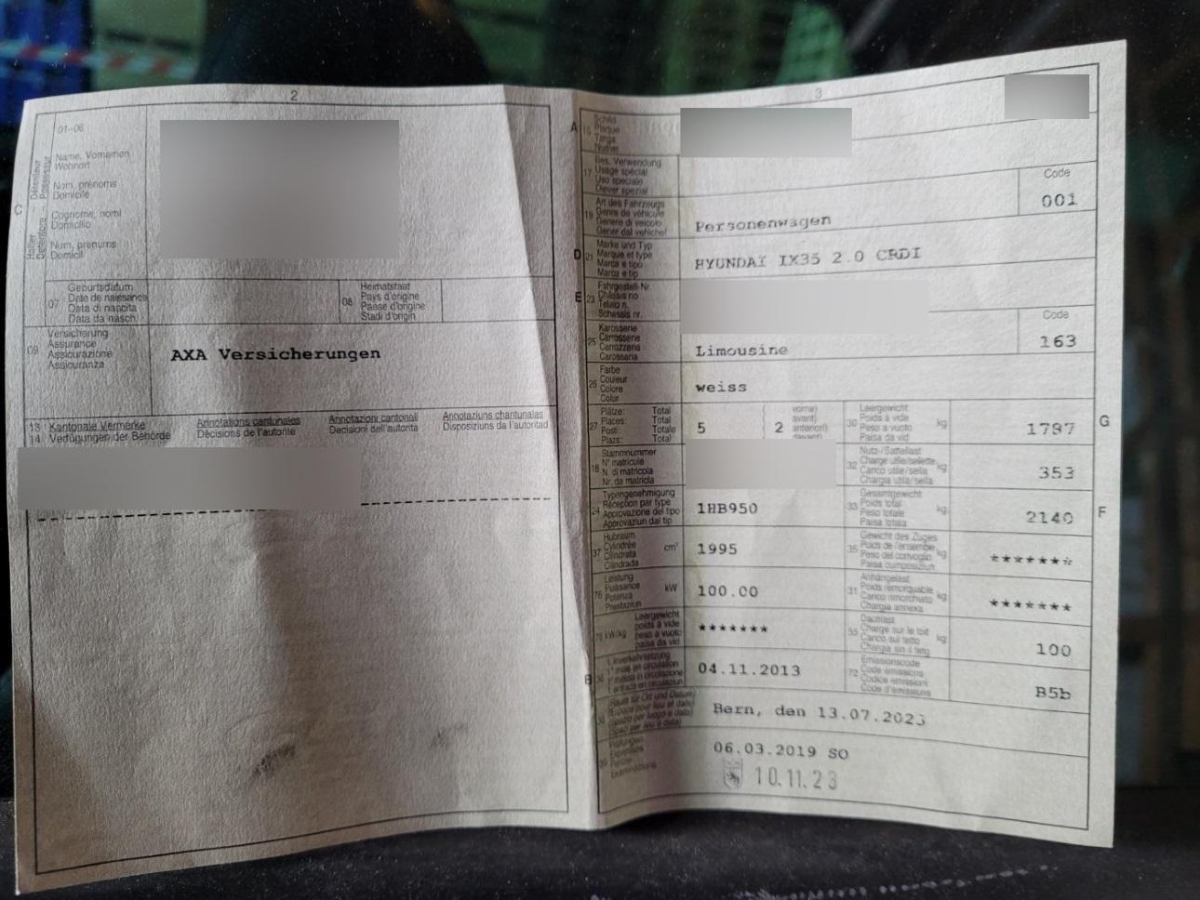 2
01-06
Name, Vornamen
Wohnort
Nom, prénoms
Domicile
Cognome, nomi
Domicilio
Num, prenums
Domicil
C
07
Geburtsdatum
Date de naissance
Data di nascita
Data da nasch.
08
Heimatstaat
Pays d'origine
Paese d'origine
Stadi d'origin
09
Versicherung
Assurance
Assicurazione
Assicuranza
AXA Versicherungen
13 Kantonale Vermerke
14 Verfügungen der Behörde
Annotations cantonales
Décisions de l'autorité
Annotazioni cantonali
Decisioni dell'autorità
Annotaziuns chantunalas
Disposiziuns da l'autoritad
3
A
15
Schild
Plaque
Targa
17
Bes. Verwendung
Usage spécial
Uso speciale
Diever spezial
19
Art des Fahrzeugs
Genre de véhicule
Genere di veicolo
Gener dal vehichel
Personenwagen
Code
001
D
21
Marke und Typ
Marque et type
Marca e tipo
Marca e tip
HYUNDAI IX35 2.0 CRDI
E
23
Fahrgestell-Nr.
Châssis no
Telaio n.
Schassis nr.
25
Karosserie
Carrosserie
Carrozzeria
Carossaria
Limousine
Code
163
26
Farbe
Couleur
Colore
Color
weiss
27
Plätze: Total
Places: Total
Posti: Totale
Plazs: Total
5
2
vorne)
avant)
anteriori)
davant)
30
Leergewicht
Poids à vide
Peso a vuoto
Paisa da vid
kg
1797
G
18
Stammnummer
N° matricule
N. di matricola
Nr. da matricla
32
Nutz-/Sattellast
Charge utile/sellette
Carico utile/sella
Chargia utila/sella
kg
353
24
Typengenehmigung
Réception par type
Approvazione del tipo
Approvaziun dal tip
1HB950
33
Gesamtgewicht
Poids total
Peso totale
Paisa totala
kg
2140
F
37
Hubraum
Cylindrée
Cilindrata
Cilindrada
cm³
1995
35
Gewicht des Zuges
Poids de l'ensemble
Peso del convoglio
Paisa cumposiziun
kg
*******
76
Leistung
Puissance
Potenza
Prestaziun
kW
100.00
31
Anhängelast
Poids remorquable
Carico rimorchiato
Chargia annexa
kg
*******
78 kW/kg
Leergewicht
poids à vide
peso a vuoto
paisa da vid
*******
55
Dachlast
Charge sur le toit
Carico sul tetto
Chargia sin il tetg
kg
100
B
36
1. Inverkehrsetzung
04.11.2013
72
Emissionscode
Code émissions
Codice emissioni
Code d'emissiuns
B5b
38
Bern, den 13.07.2023
39
Prüfungen
Expertises
06.03.2019 SO
10.11.23